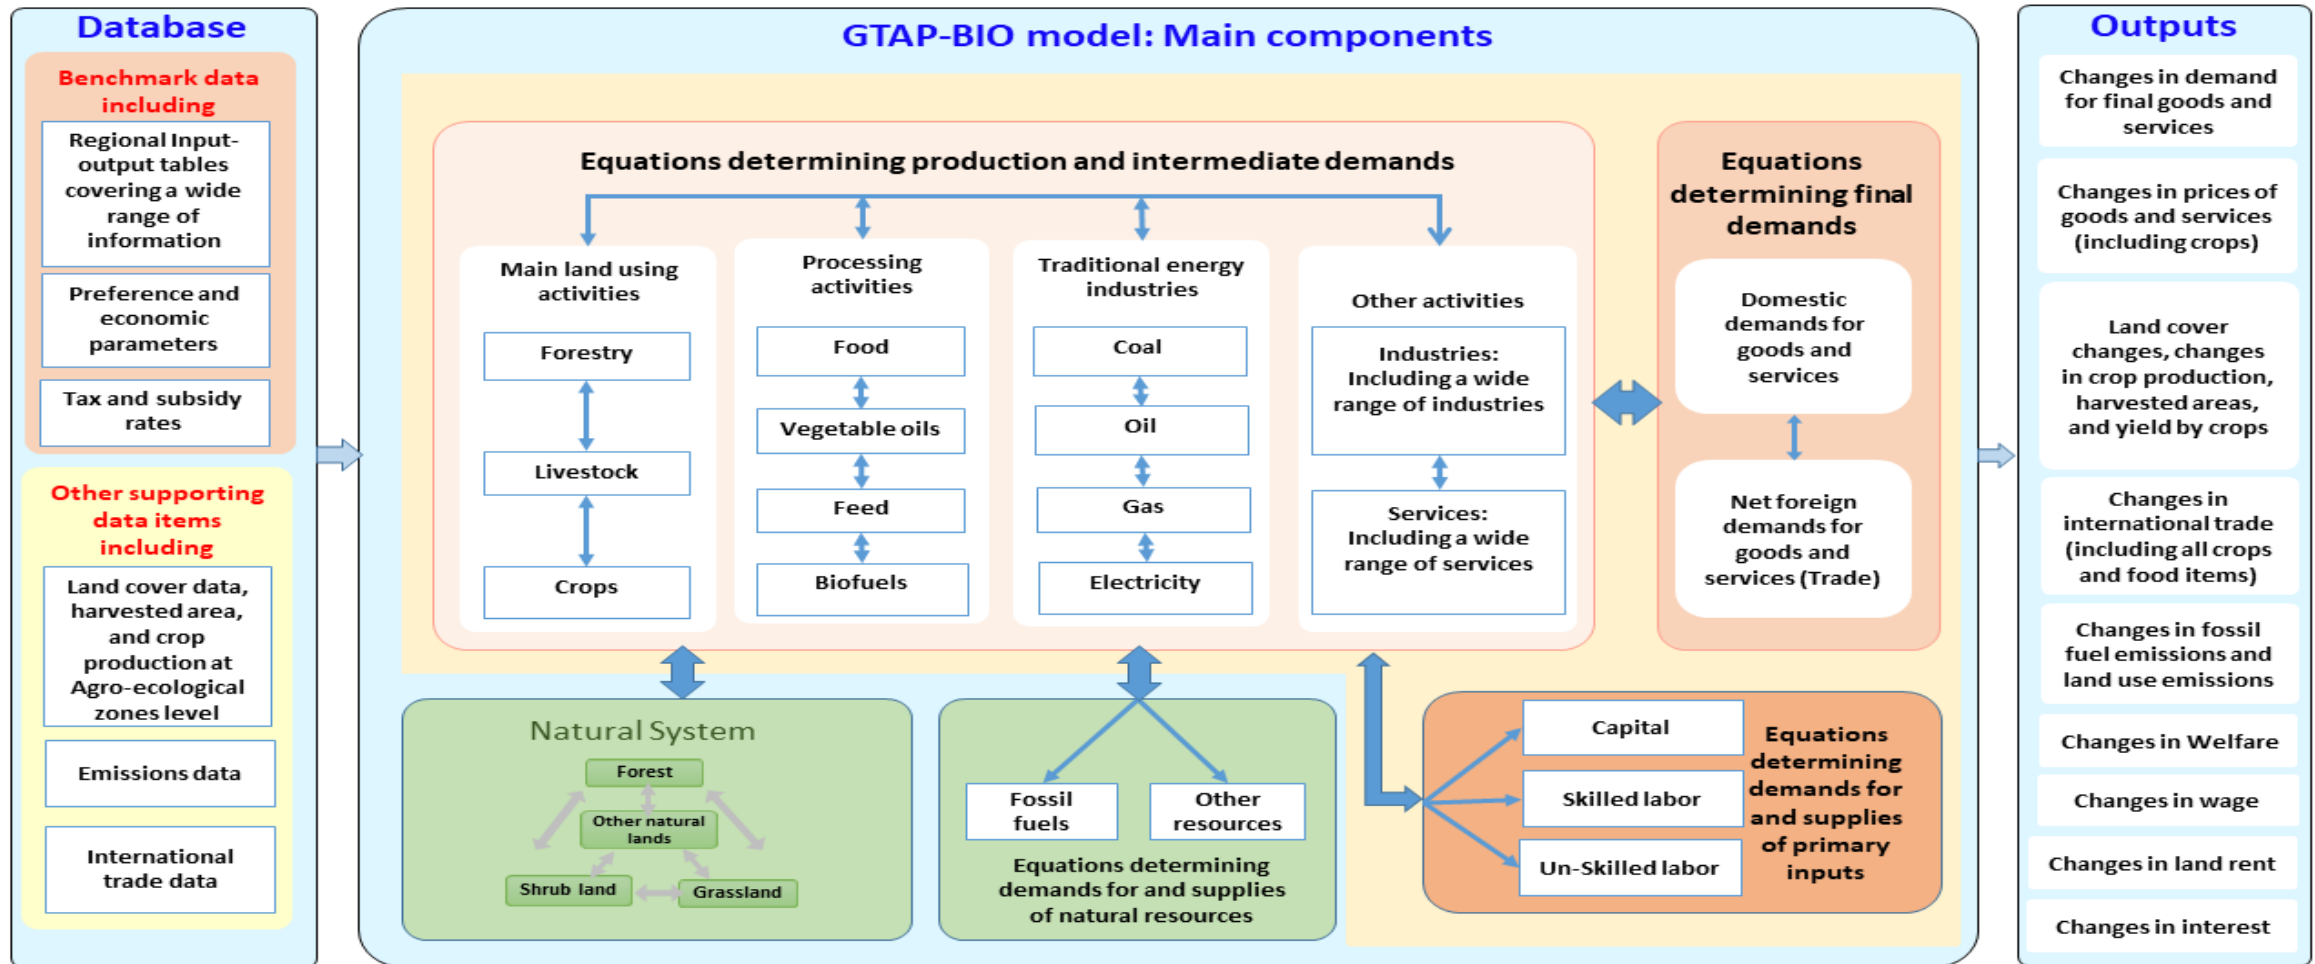 Database
Benchmark data
including
Regional Input-
output tables
covering a wide
range of
information
Preference and
economic
parameters
Tax and subsidy
rates
Other supporting
data items
including
Land cover data,
harvested area,
and crop
production at
Agro-ecological
zones level
Emissions data
International
trade data
GTAP-BIO model: Main components
Equations determining production and intermediate demands
Main land using
activities
Forestry
Livestock
Crops
Processing
activities
Food
Vegetable oils
Feed
Biofuels
Traditional energy
industries
Coal
Oil
Gas
Electricity
Other activities
Industries:
Including a wide
range of industries
Services:
Including a wide
range of services
Equations
determining final
demands
Domestic
demands for
goods and
services
Net foreign
demands for
goods and
services (Trade)
Natural System
Forest
Other natural
lands
Shrub land
Grassland
Fossil
fuels
Other
resources
Equations determining
demands for and supplies
of natural resources
Capital
Skilled labor
Un-Skilled labor
Equations
determining
demands for
and supplies
of primary
inputs
Outputs
Changes in demand
for final goods and
services
Changes in prices of
goods and services
(including crops)
Land cover
changes, changes
in crop production,
harvested areas,
and yield by crops
Changes in
international trade
(including all crops
and food items)
Changes in fossil
fuel emissions and
land use emissions
Changes in Welfare
Changes in wage
Changes in land rent
Changes in interest